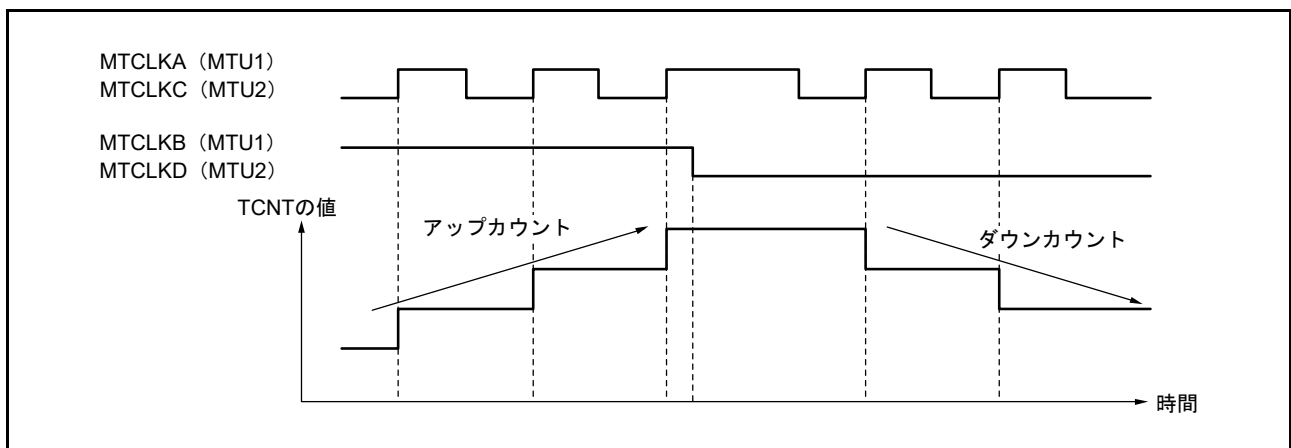 MTCLKA（MTU1）
MTCLKC（MTU2）
MTCLKB（MTU1）
MTCLKD（MTU2）
TCNTの値
アップカウント
ダウンカウント
時間